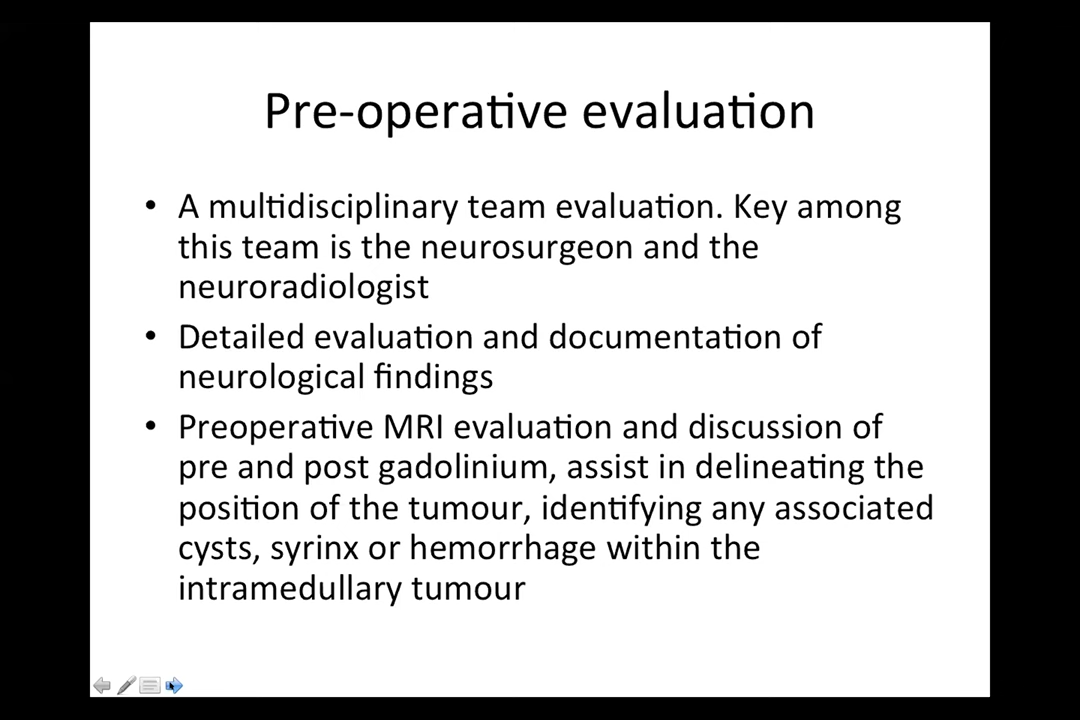 Pre-operative evaluation
• A multidisciplinary team evaluation. Key among
this team is the neurosurgeon and the
neuroradiologist
• Detailed evaluation and documentation of
neurological findings
• Preoperative MRI evaluation and discussion of
pre and post gadolinium, assist in delineating the
position of the tumour, identifying any associated
cysts, syrinx or hemorrhage within the
intramedullary tumour